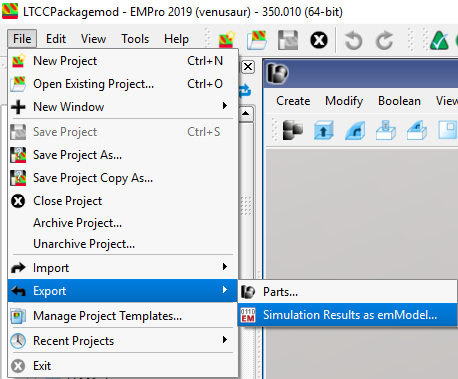 LTCCPackagemod - EMPro 2019 (venusaur) - 350.010 (64-bit)
File Edit View Tools Help
New Project Ctrl+N
Open Existing Project... Ctrl+O
New Window
Save Project Ctrl+S
Save Project As...
Save Project Copy As...
Close Project
Archive Project...
Unarchive Project...
Import
Export
Manage Project Templates...
Recent Projects
Exit
Create Modify Boolean View
Parts...
0110
EM
Simulation Results as emModel...